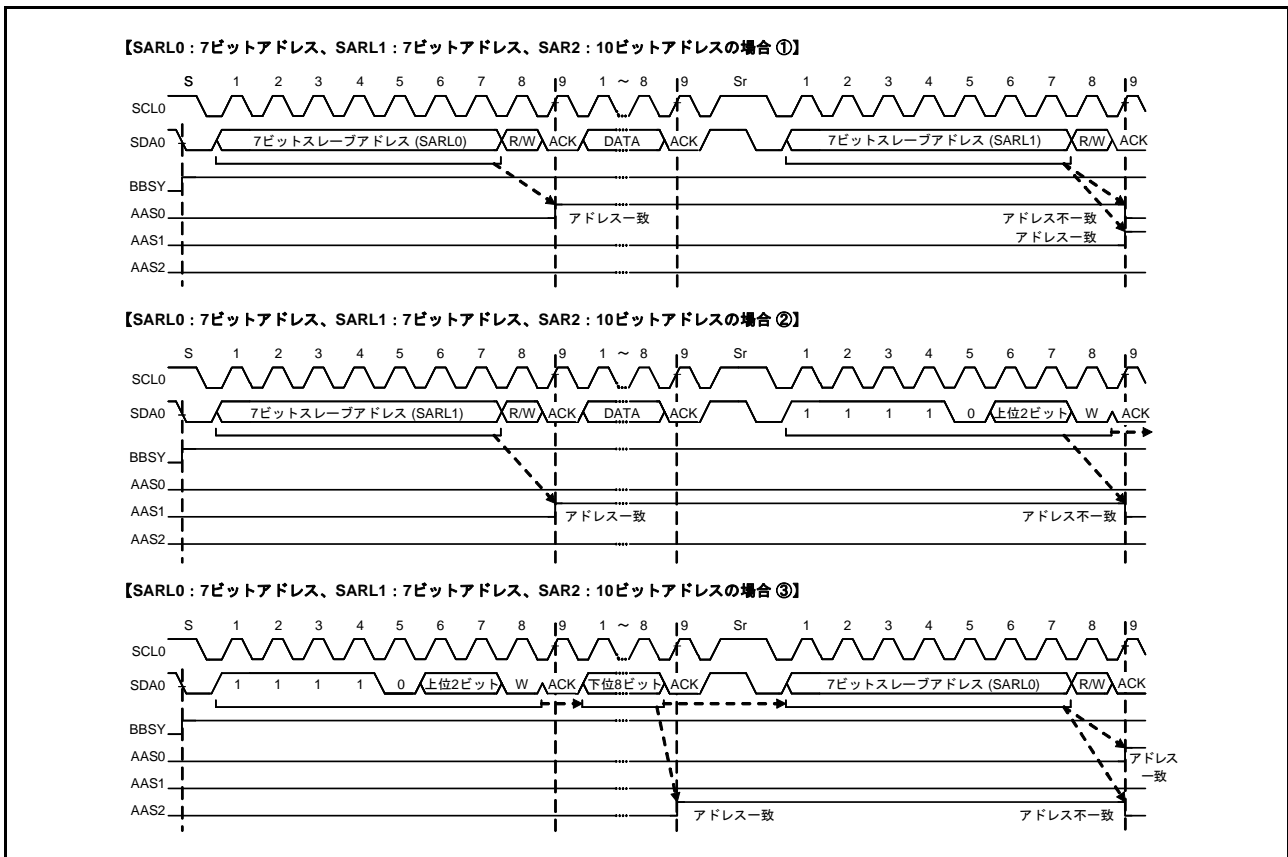 【SARL0：7ビットアドレス、SARL1：7ビットアドレス、SAR2：10ビットアドレスの場合 ①】
S 1 2 3 4 5 6 7 8 9 1 ～ 8 9 Sr 1 2 3 4 5 6 7 8 9
SCL0
SDA0 7ビットスレーブアドレス (SARL0) R/W ACK DATA ACK 7ビットスレーブアドレス (SARL1) R/W ACK
BBSY
AAS0 アドレス一致 アドレス不一致
AAS1 アドレス一致
AAS2
【SARL0：7ビットアドレス、SARL1：7ビットアドレス、SAR2：10ビットアドレスの場合 ②】
S 1 2 3 4 5 6 7 8 9 1 ～ 8 9 Sr 1 2 3 4 5 6 7 8 9
SCL0
SDA0 7ビットスレーブアドレス (SARL1) R/W ACK DATA ACK 1 1 1 1 0 上位2ビット W ACK
BBSY
AAS0
AAS1 アドレス一致 アドレス不一致
AAS2
【SARL0：7ビットアドレス、SARL1：7ビットアドレス、SAR2：10ビットアドレスの場合 ③】
S 1 2 3 4 5 6 7 8 9 1 ～ 8 9 Sr 1 2 3 4 5 6 7 8 9
SCL0
SDA0 1 1 1 1 0 上位2ビット W ACK 下位8ビット ACK 7ビットスレーブアドレス (SARL0) R/W ACK
BBSY
AAS0 アドレス
一致
AAS1
AAS2 アドレス一致 アドレス不一致